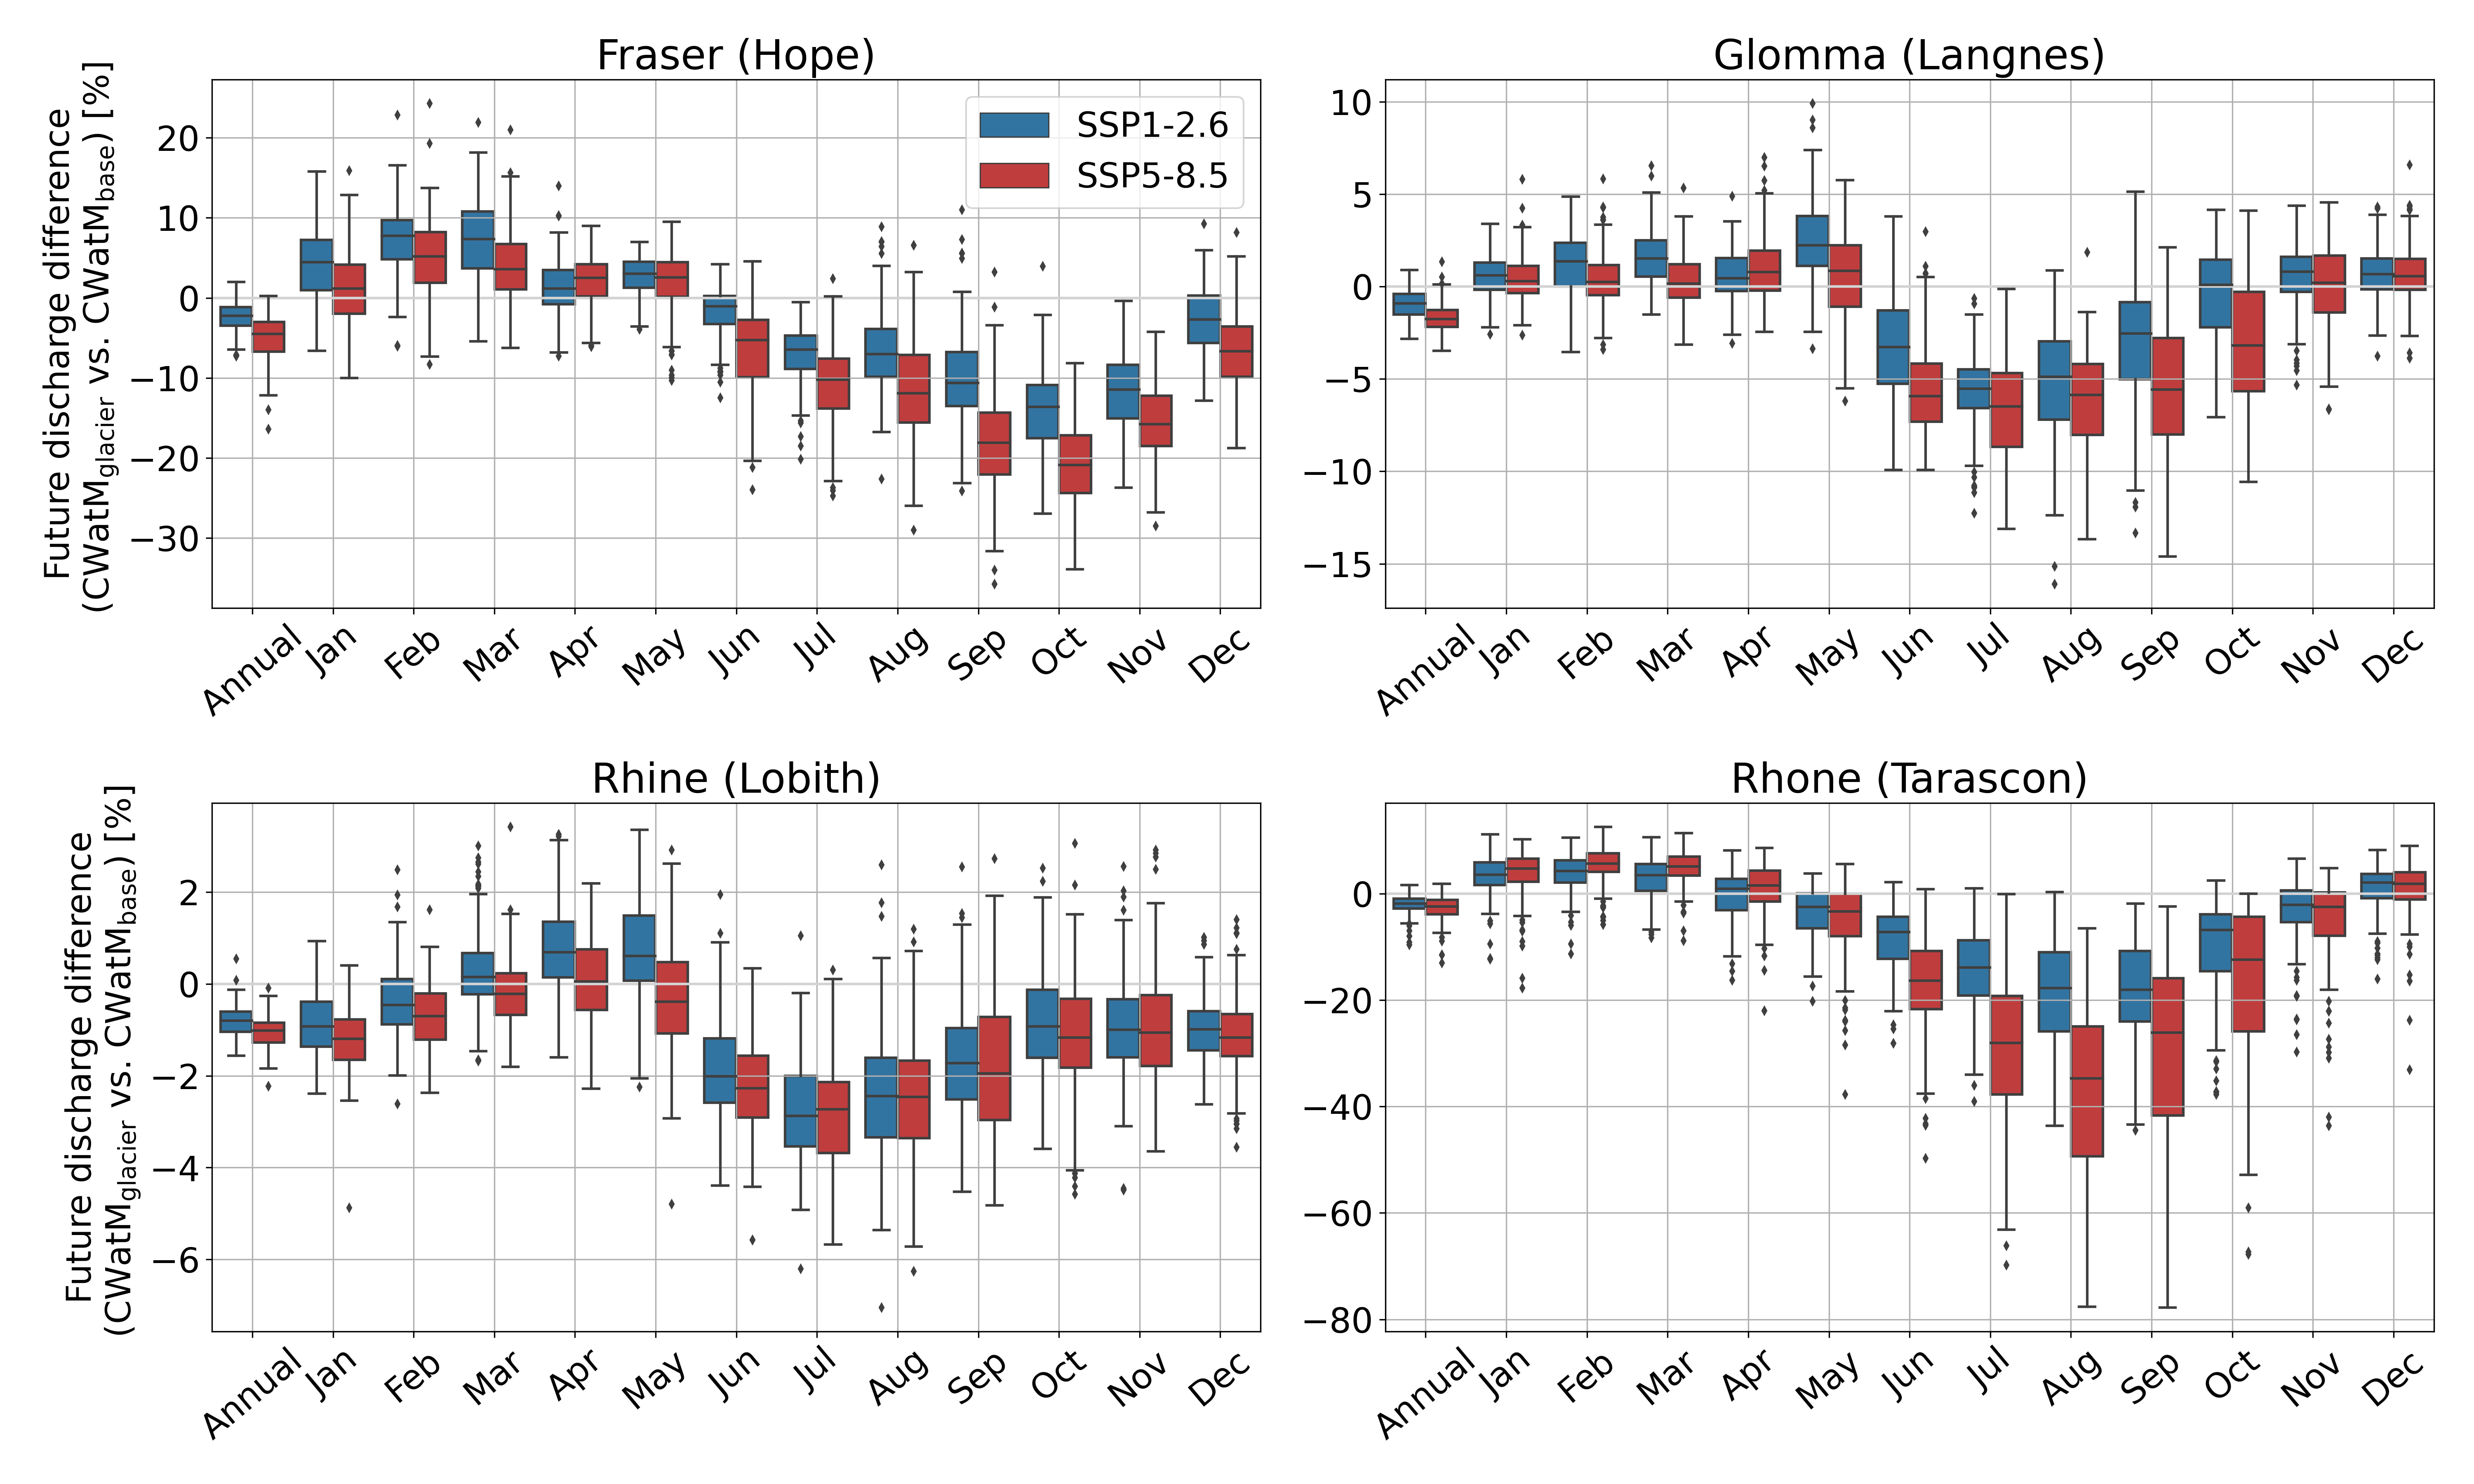 Fraser (Hope)
Future discharge difference
(CWatM_glacier vs. CWatM_base) [%]
20
10
0
−10
−20
−30
SSP1-2.6
SSP5-8.5
Annual Jan Feb Mar Apr May Jun Jul Aug Sep Oct Nov Dec
Glomma (Langnes)
10
5
0
−5
−10
−15
Annual Jan Feb Mar Apr May Jun Jul Aug Sep Oct Nov Dec
Rhine (Lobith)
Future discharge difference
(CWatM_glacier vs. CWatM_base) [%]
2
0
−2
−4
−6
Annual Jan Feb Mar Apr May Jun Jul Aug Sep Oct Nov Dec
Rhone (Tarascon)
0
−20
−40
−60
−80
Annual Jan Feb Mar Apr May Jun Jul Aug Sep Oct Nov Dec